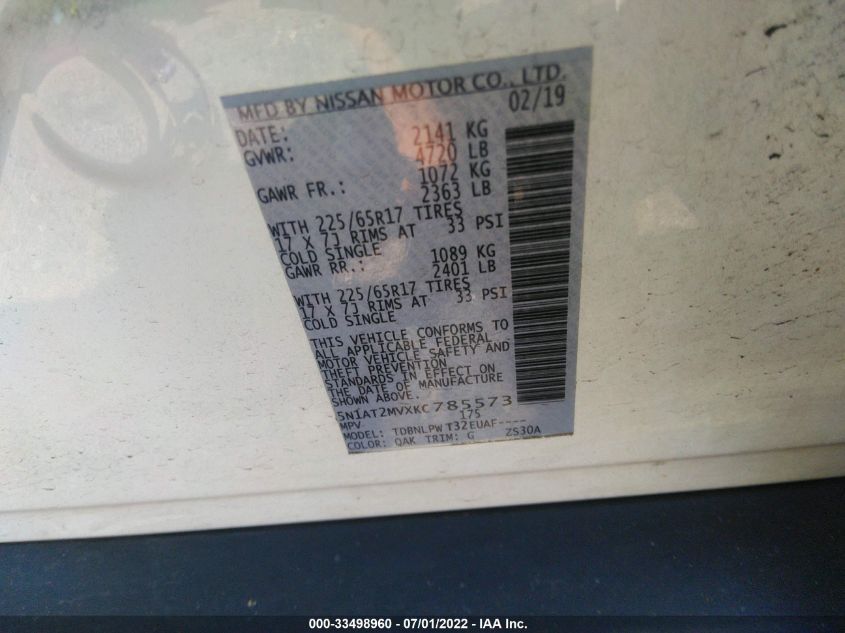 MFD BY NISSAN MOTOR CO., LTD.
DATE: 02/19
GVWR: 2141 KG
4720 LB
GAWR FR.: 1072 KG
2363 LB
WITH 225/65R17 TIRES
17 X 7J RIMS AT 33 PSI
COLD SINGLE
GAWR RR.: 1089 KG
2401 LB
WITH 225/65R17 TIRES
17 X 7J RIMS AT 33 PSI
COLD SINGLE
THIS VEHICLE CONFORMS TO
ALL APPLICABLE FEDERAL
MOTOR VEHICLE SAFETY AND
THEFT PREVENTION
STANDARDS IN EFFECT ON
THE DATE OF MANUFACTURE
SHOWN ABOVE.
5N1AT2MVXKC785573
MPV 175
MODEL: TDBNLPW T32EUAF----
COLOR: QAK TRIM: G ZS30A
000-33498960 - 07/01/2022 - IAA Inc.